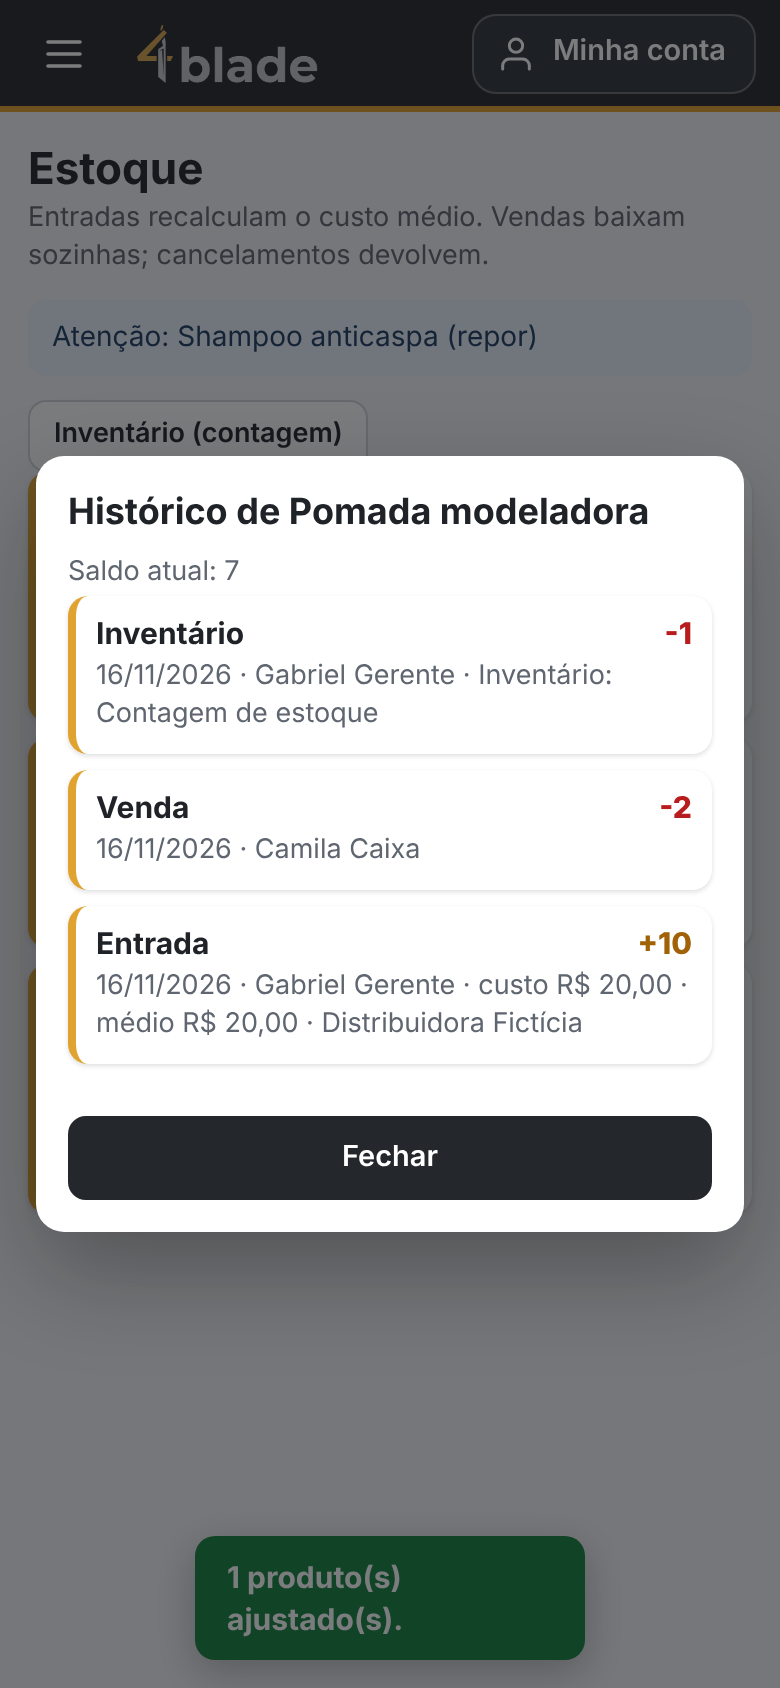 4blade
Minha conta
Estoque
Entradas recalculam o custo médio. Vendas baixam
sozinhas; cancelamentos devolvem.
Atenção: Shampoo anticaspa (repor)
Inventário (contagem)
Histórico de Pomada modeladora
Saldo atual: 7
Inventário -1
16/11/2026 · Gabriel Gerente · Inventário:
Contagem de estoque
Venda -2
16/11/2026 · Camila Caixa
Entrada +10
16/11/2026 · Gabriel Gerente · custo R$ 20,00 ·
médio R$ 20,00 · Distribuidora Fictícia
Fechar
1 produto(s)
ajustado(s).